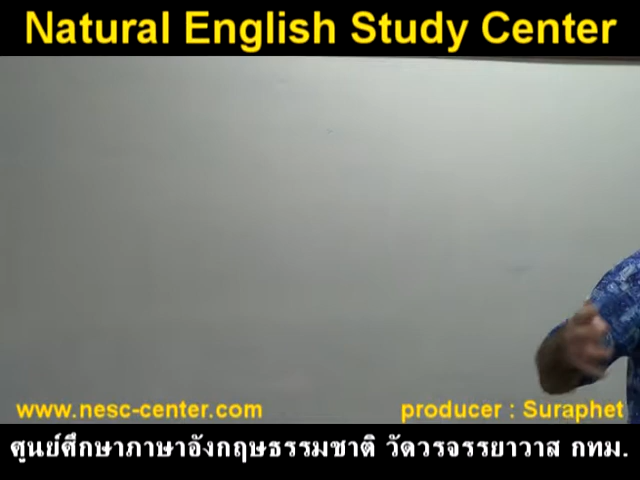 Natural English Study Center
www.nesc-center.com
producer : Suraphet
ศูนย์ศึกษาภาษาอังกฤษธรรมชาติ วัดวรจรรยาวาส กทม.